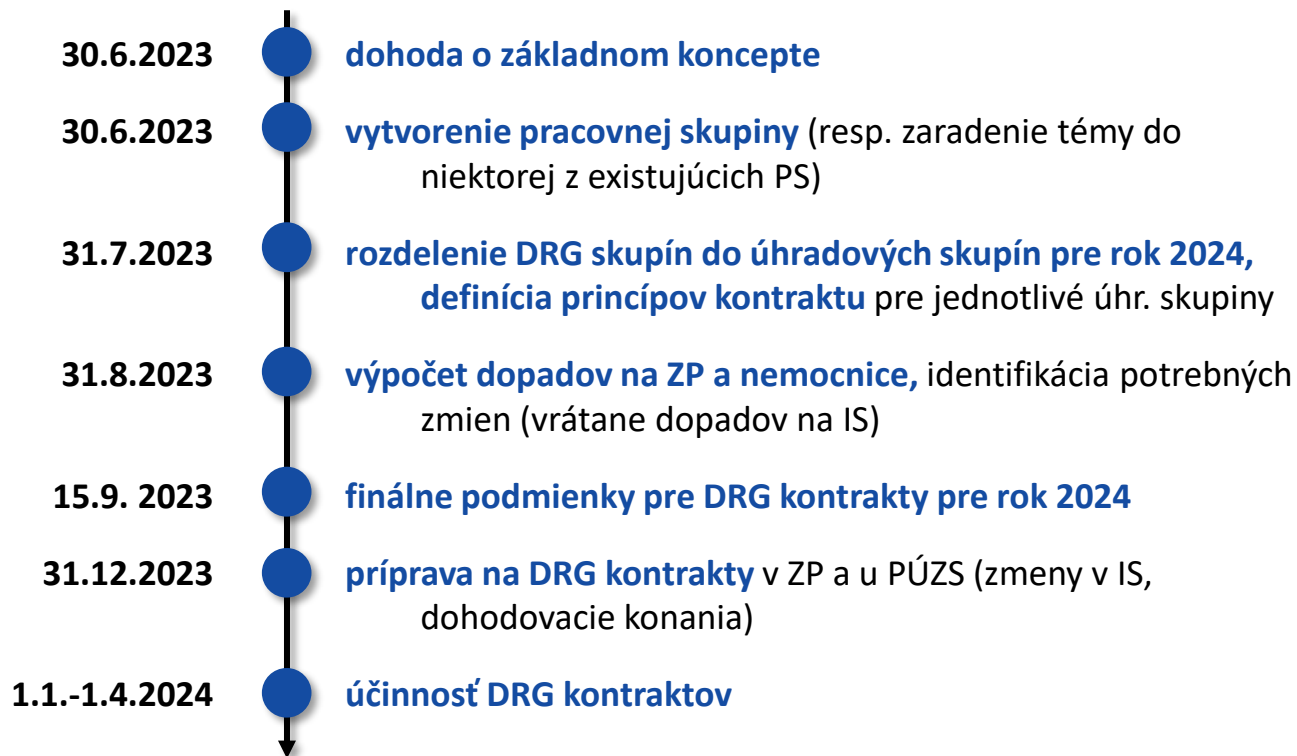 30.6.2023 dohoda o základnom koncepte
30.6.2023 vytvorenie pracovnej skupiny (resp. zaradenie témy do
niektorej z existujúcich PS)
31.7.2023 rozdelenie DRG skupín do úhradových skupín pre rok 2024,
definícia princípov kontraktu pre jednotlivé úhr. skupiny
31.8.2023 výpočet dopadov na ZP a nemocnice, identifikácia potrebných
zmien (vrátane dopadov na IS)
15.9. 2023 finálne podmienky pre DRG kontrakty pre rok 2024
31.12.2023 príprava na DRG kontrakty v ZP a u PÚZS (zmeny v IS,
dohodovacie konania)
1.1.-1.4.2024 účinnosť DRG kontraktov